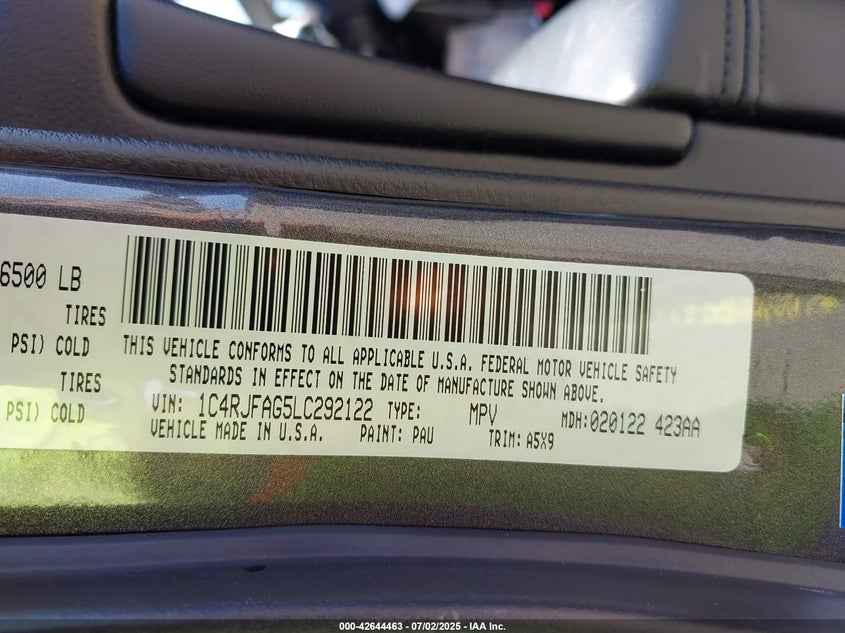 6500 LB
TIRES
PSI) COLD
TIRES
PSI) COLD
THIS VEHICLE CONFORMS TO ALL APPLICABLE U.S.A. FEDERAL MOTOR VEHICLE SAFETY
STANDARDS IN EFFECT ON THE DATE OF MANUFACTURE SHOWN ABOVE.
VIN: 1C4RJFAG5LC292122 TYPE: MPV MDH:020122 423AA
VEHICLE MADE IN U.S.A. PAINT: PAU TRIM: A5X9
000-42644463 - 07/02/2025 - IAA Inc.